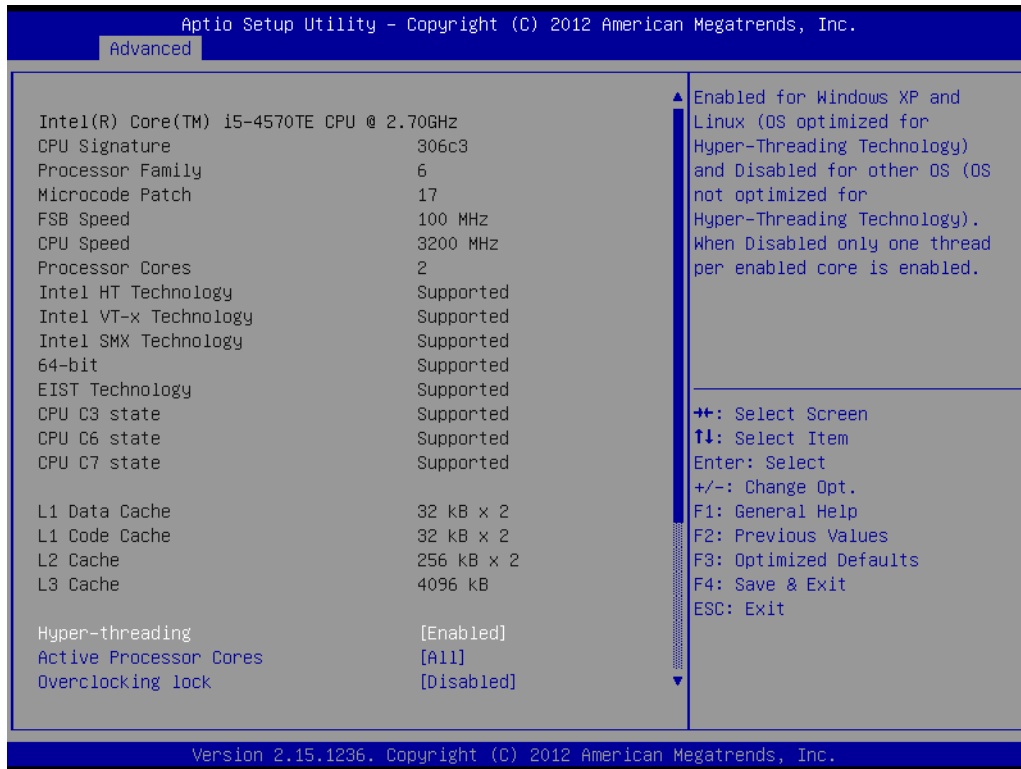 Aptio Setup Utility - Copyright (C) 2012 American Megatrends, Inc.
Advanced
Intel(R) Core(TM) i5-4570TE CPU @ 2.70GHz
CPU Signature 306c3
Processor Family 6
Microcode Patch 17
FSB Speed 100 MHz
CPU Speed 3200 MHz
Processor Cores 2
Intel HT Technology Supported
Intel VT-x Technology Supported
Intel SMX Technology Supported
64-bit Supported
EIST Technology Supported
CPU C3 state Supported
CPU C6 state Supported
CPU C7 state Supported
L1 Data Cache 32 kB x 2
L1 Code Cache 32 kB x 2
L2 Cache 256 kB x 2
L3 Cache 4096 kB
Hyper-threading [Enabled]
Active Processor Cores [All]
Overclocking lock [Disabled]
Enabled for Windows XP and
Linux (OS optimized for
Hyper-Threading Technology)
and Disabled for other OS (OS
not optimized for
Hyper-Threading Technology).
When Disabled only one thread
per enabled core is enabled.
→←: Select Screen
↑↓: Select Item
Enter: Select
+/-: Change Opt.
F1: General Help
F2: Previous Values
F3: Optimized Defaults
F4: Save & Exit
ESC: Exit
Version 2.15.1236. Copyright (C) 2012 American Megatrends, Inc.